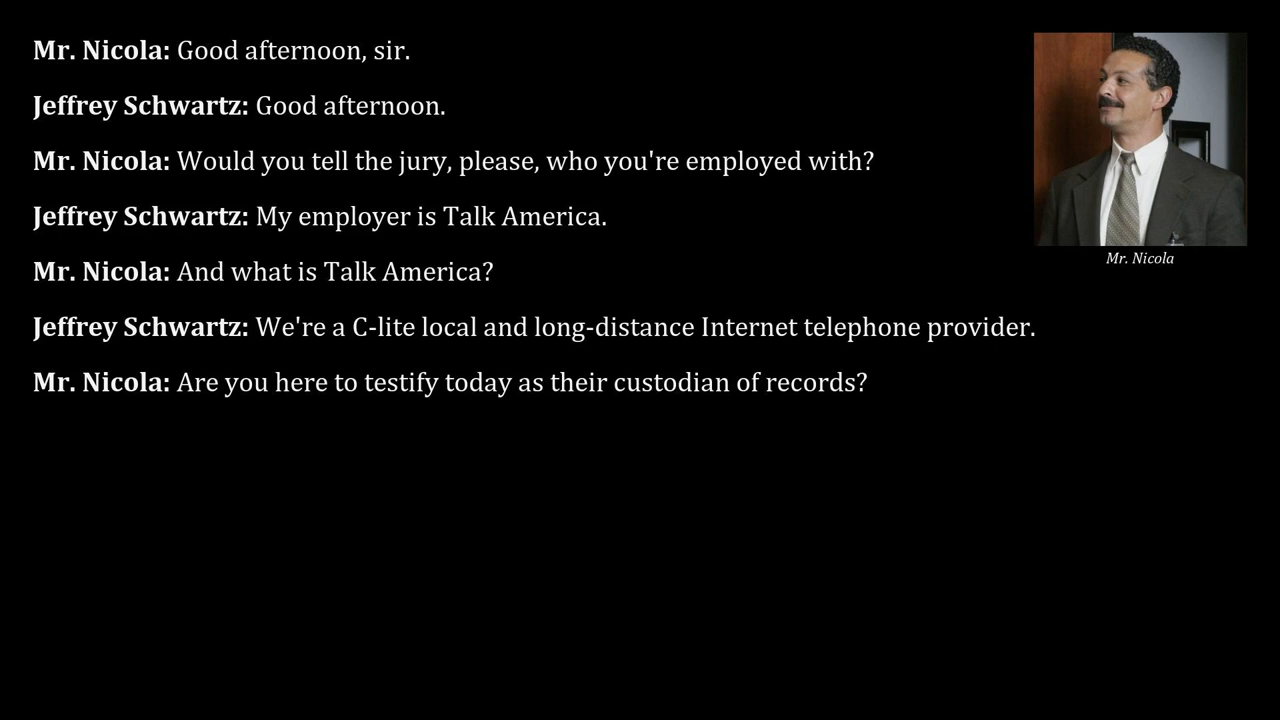 Mr. Nicola: Good afternoon, sir.
Jeffrey Schwartz: Good afternoon.
Mr. Nicola: Would you tell the jury, please, who you're employed with?
Jeffrey Schwartz: My employer is Talk America.
Mr. Nicola: And what is Talk America?
Mr. Nicola
Jeffrey Schwartz: We're a C-lite local and long-distance Internet telephone provider.
Mr. Nicola: Are you here to testify today as their custodian of records?